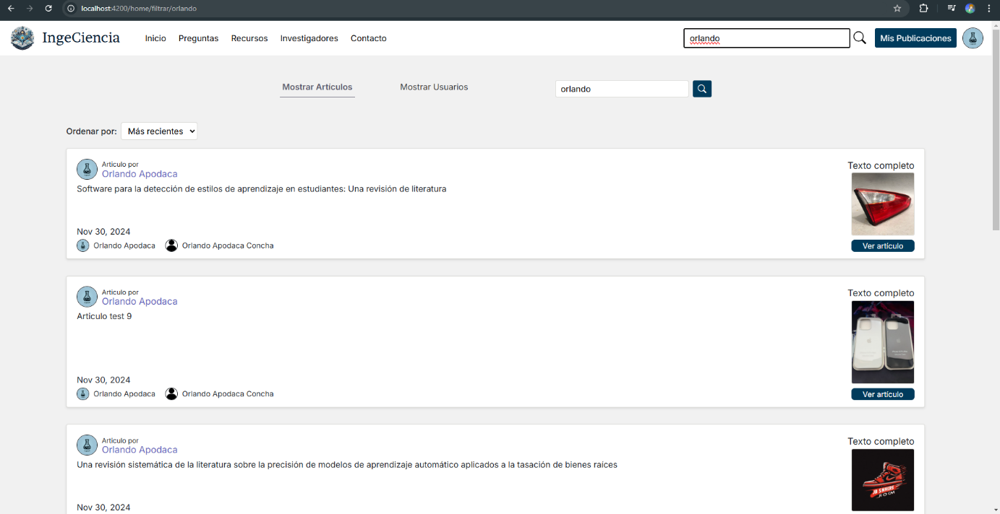 localhost:4200/home/filtrar/orlando
IngeCiencia
Inicio Preguntas Recursos Investigadores Contacto
orlando
Mis Publicaciones
Mostrar Artículos Mostrar Usuarios orlando
Ordenar por: Más recientes
Artículo por
Orlando Apodaca
Software para la detección de estilos de aprendizaje en estudiantes: Una revisión de literatura
Texto completo
Nov 30, 2024
Orlando Apodaca Orlando Apodaca Concha
Ver artículo
Artículo por
Orlando Apodaca
Articulo test 9
Texto completo
Nov 30, 2024
Orlando Apodaca Orlando Apodaca Concha
Ver artículo
Artículo por
Orlando Apodaca
Una revisión sistemática de la literatura sobre la precisión de modelos de aprendizaje automático aplicados a la tasación de bienes raíces
Texto completo
Nov 30, 2024